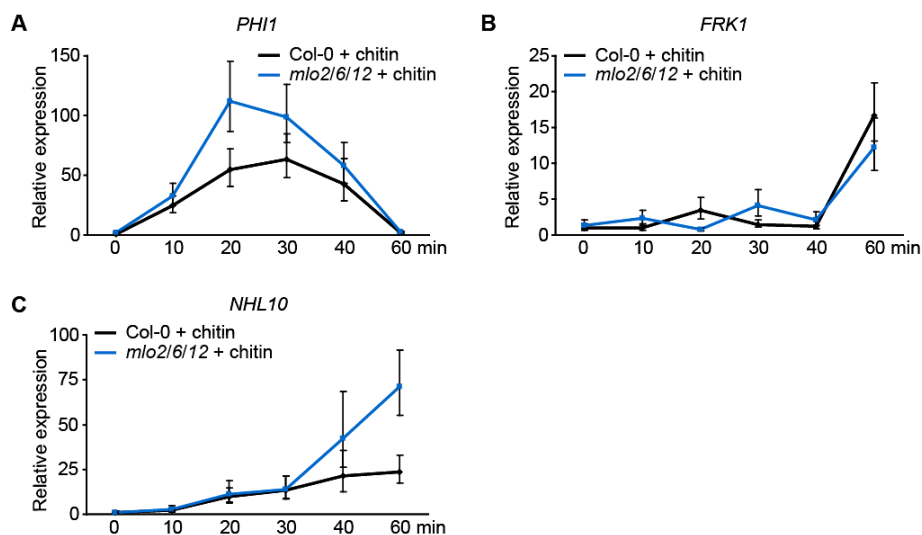 A
PHI1
Relative expression
150
100
50
0
Col-0 + chitin
mlo2/6/12 + chitin
0 10 20 30 40 60 min
B
FRK1
Relative expression
25
20
15
10
5
0
Col-0 + chitin
mlo2/6/12 + chitin
0 10 20 30 40 60 min
C
NHL10
Relative expression
100
75
50
25
0
Col-0 + chitin
mlo2/6/12 + chitin
0 10 20 30 40 60 min